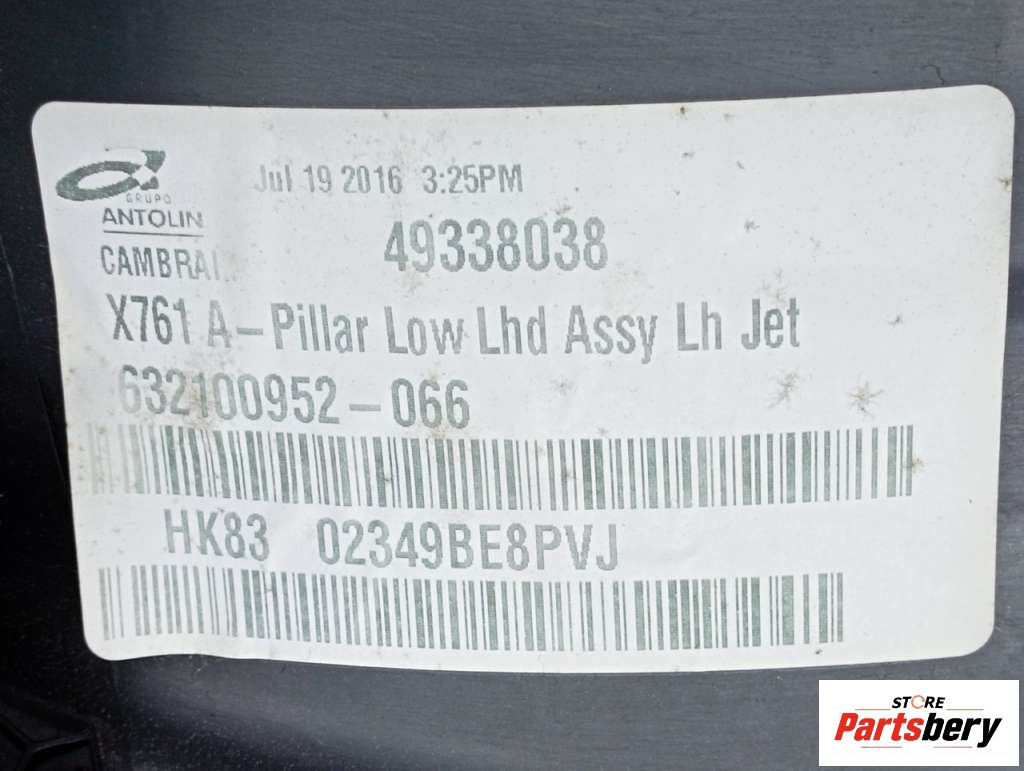 GRUPO
ANTOLIN
Jul 19 2016 3:25PM
49338038
X761 A-Pillar Low Lhd Assy Lh Jet
632100952-066
HK83 02349BE8PVJ
STORE
Partsbery